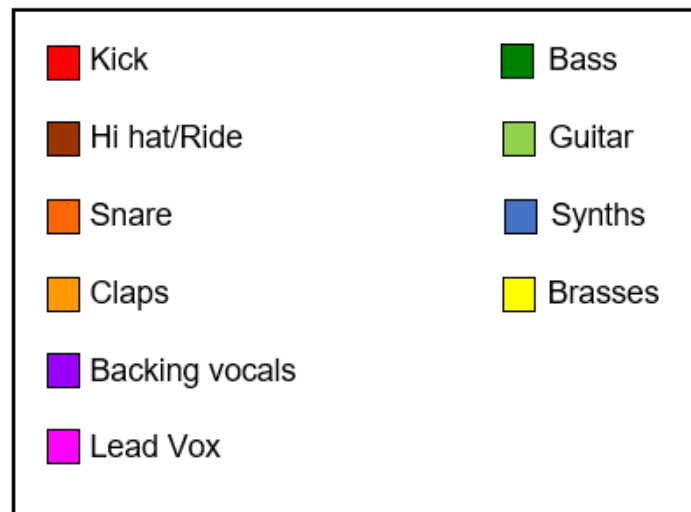 Kick
Hi hat/Ride
Snare
Claps
Backing vocals
Lead Vox
Bass
Guitar
Synths
Brasses